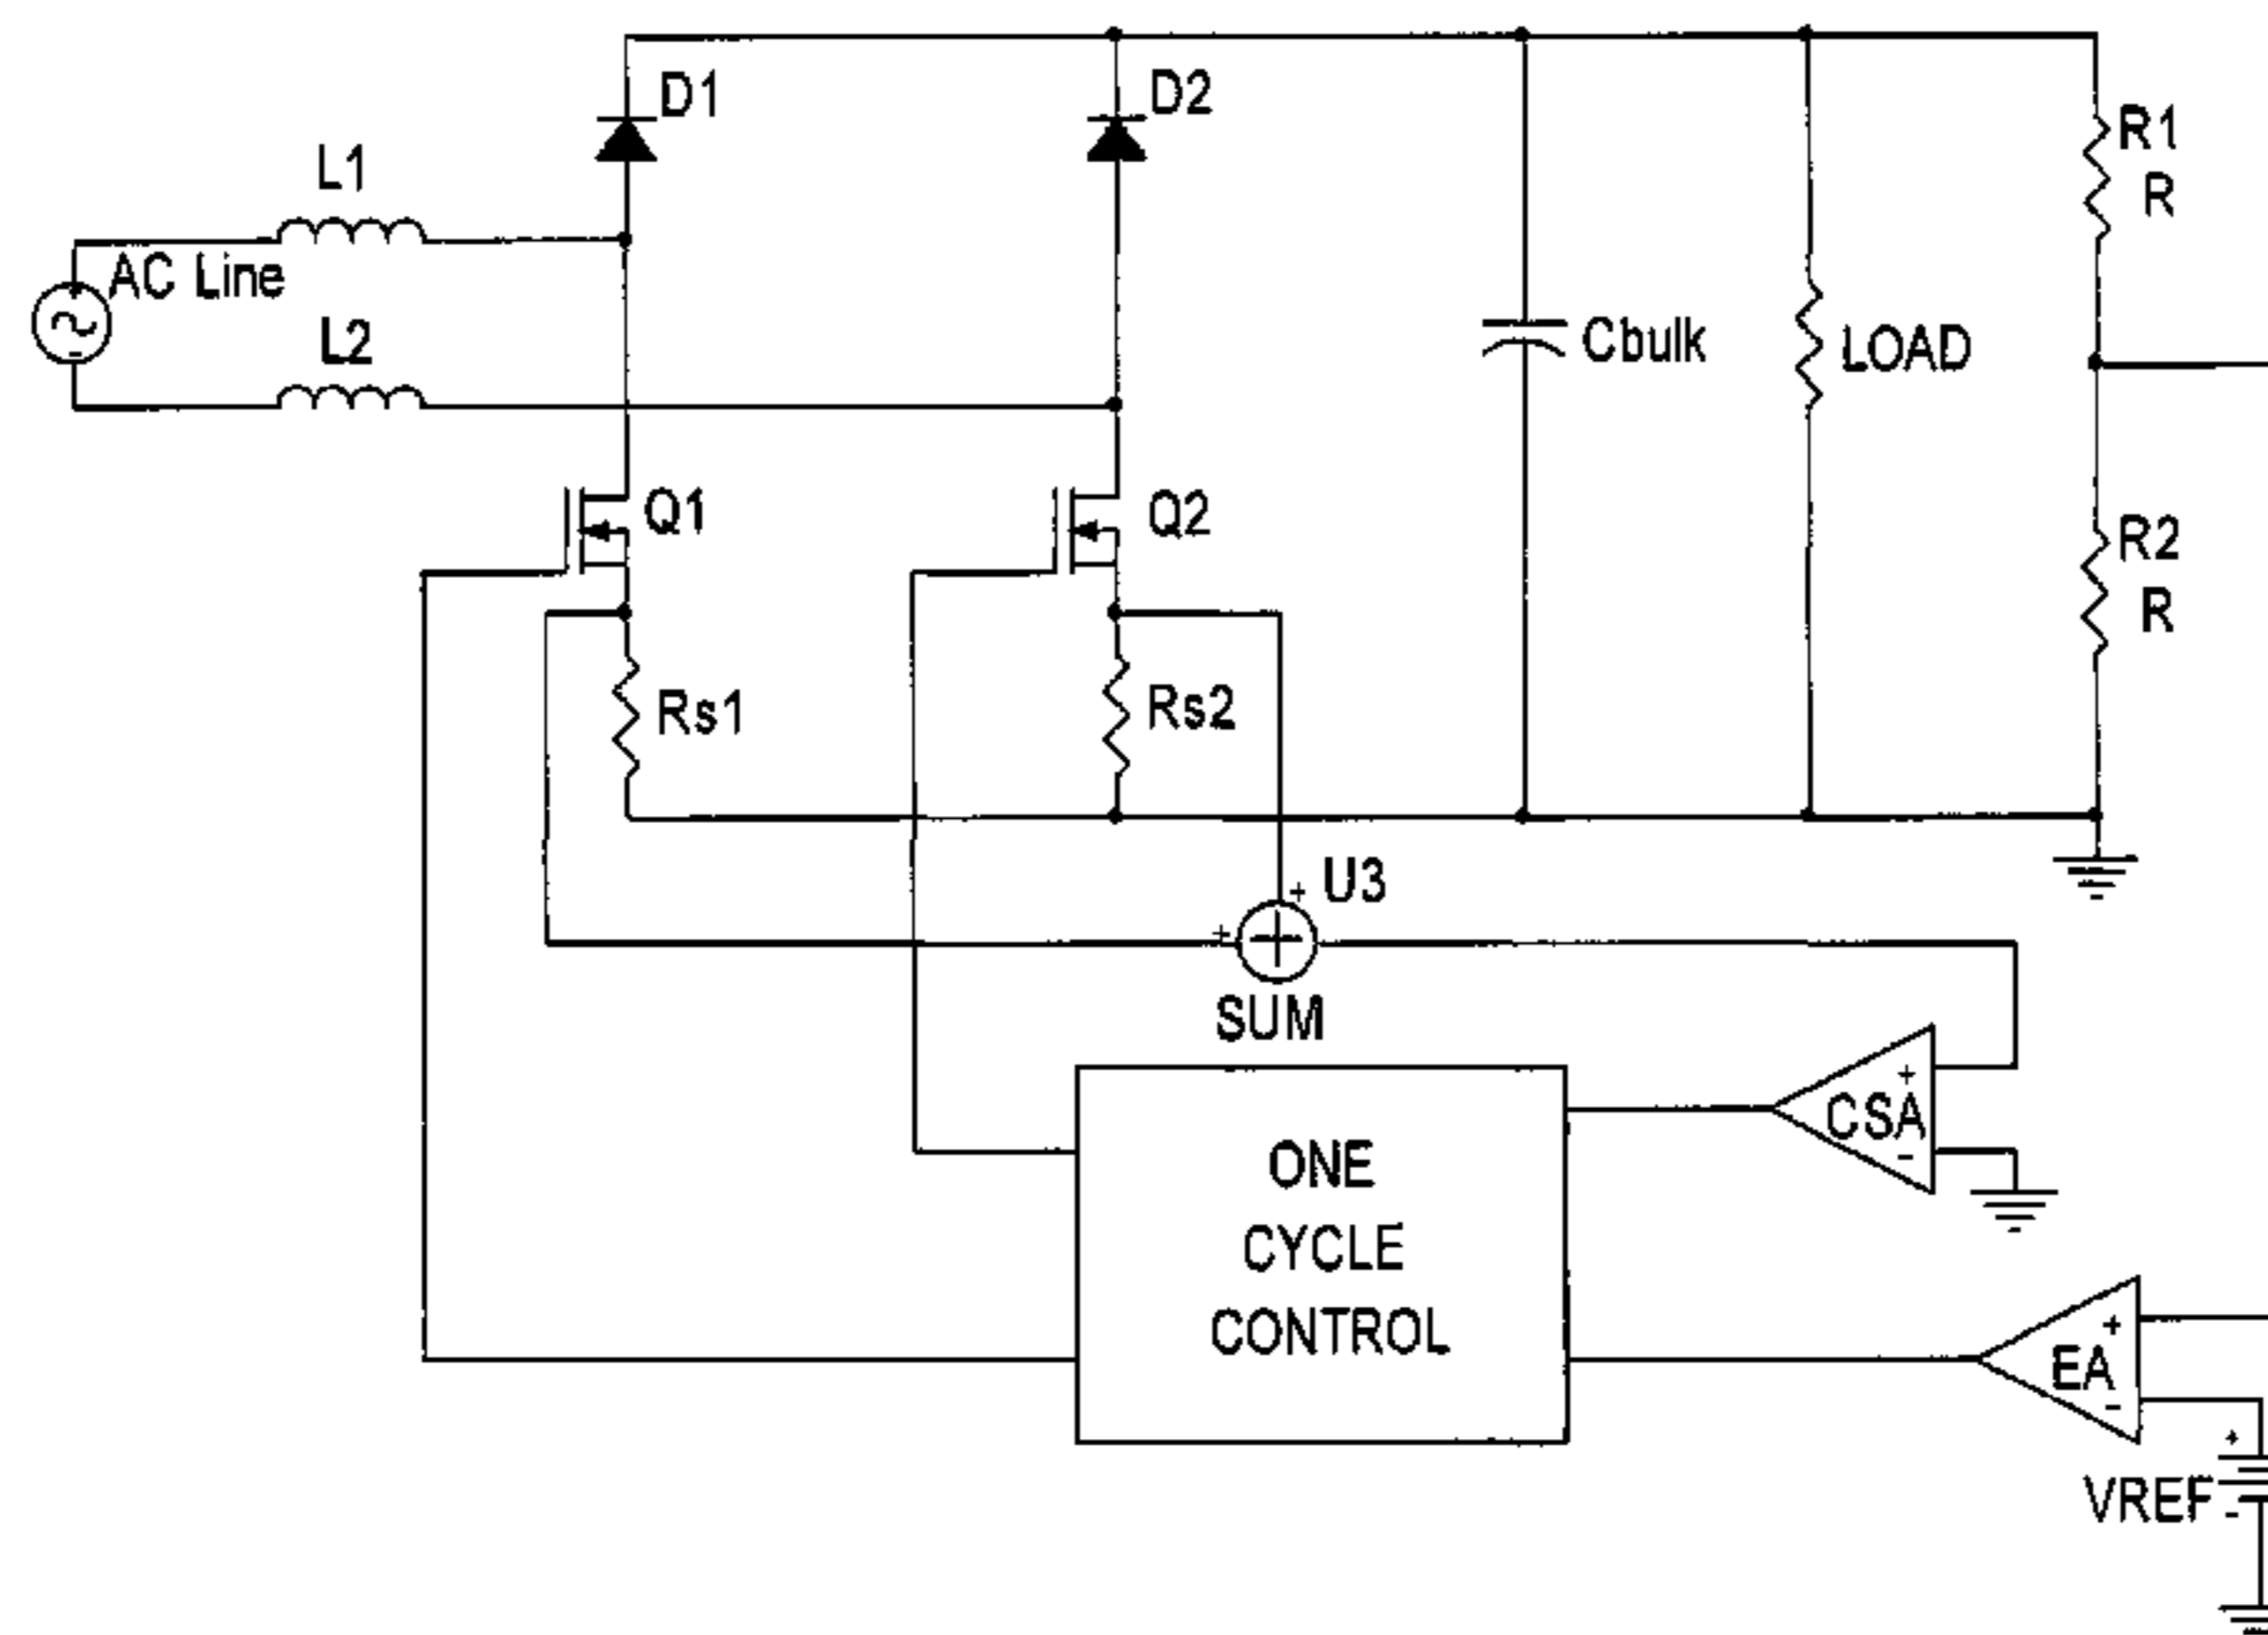 D1
D2
R1
R
L1
AC Line
L2
Cbulk
LOAD
Q1
Q2
R2
R
Rs1
Rs2
U3
SUM
CSA
ONE
CYCLE
CONTROL
EA
VREF